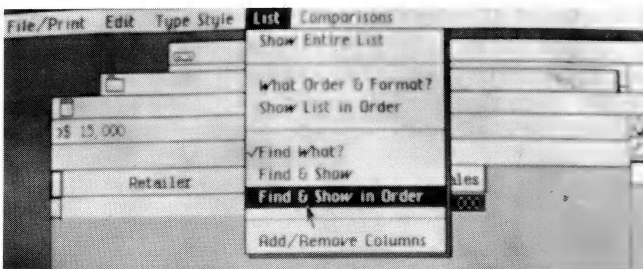 File/Print Edit Type Style List Comparisons
Show Entire List
What Order & Format?
Show List in Order
>$ 15,000
✓Find What?
Find & Show
Retailer
Find & Show in Order
ales
000
Add/Remove Columns